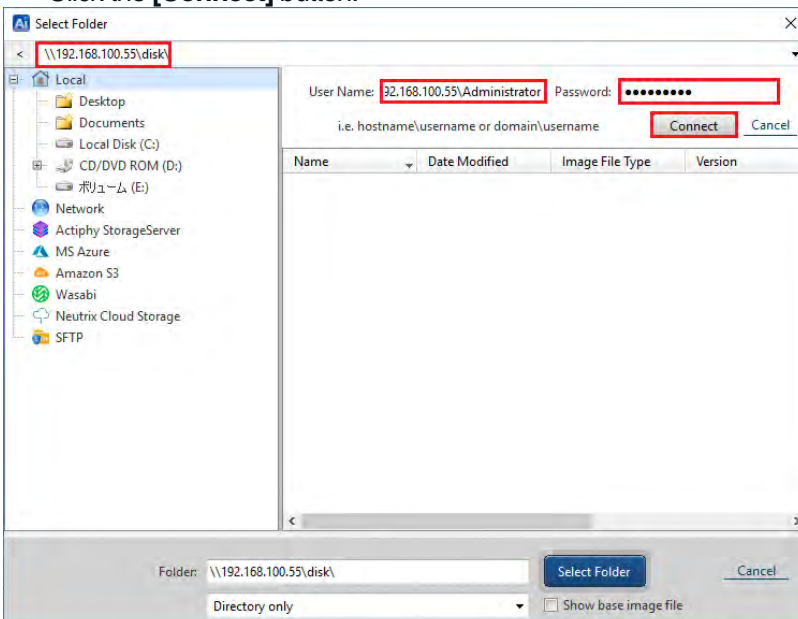 Select Folder
\\192.168.100.55\disk\
Local
Desktop
Documents
Local Disk (C:)
CD/DVD ROM (D:)
ボリューム (E:)
Network
Actiphy StorageServer
MS Azure
Amazon S3
Wasabi
Neutrix Cloud Storage
SFTP
User Name: 92.168.100.55\Administrator Password: ●●●●●●●●●
i.e. hostname\username or domain\username Connect Cancel
Name Date Modified Image File Type Version
Folder: \\192.168.100.55\disk\ Select Folder Cancel
Directory only Show base image file